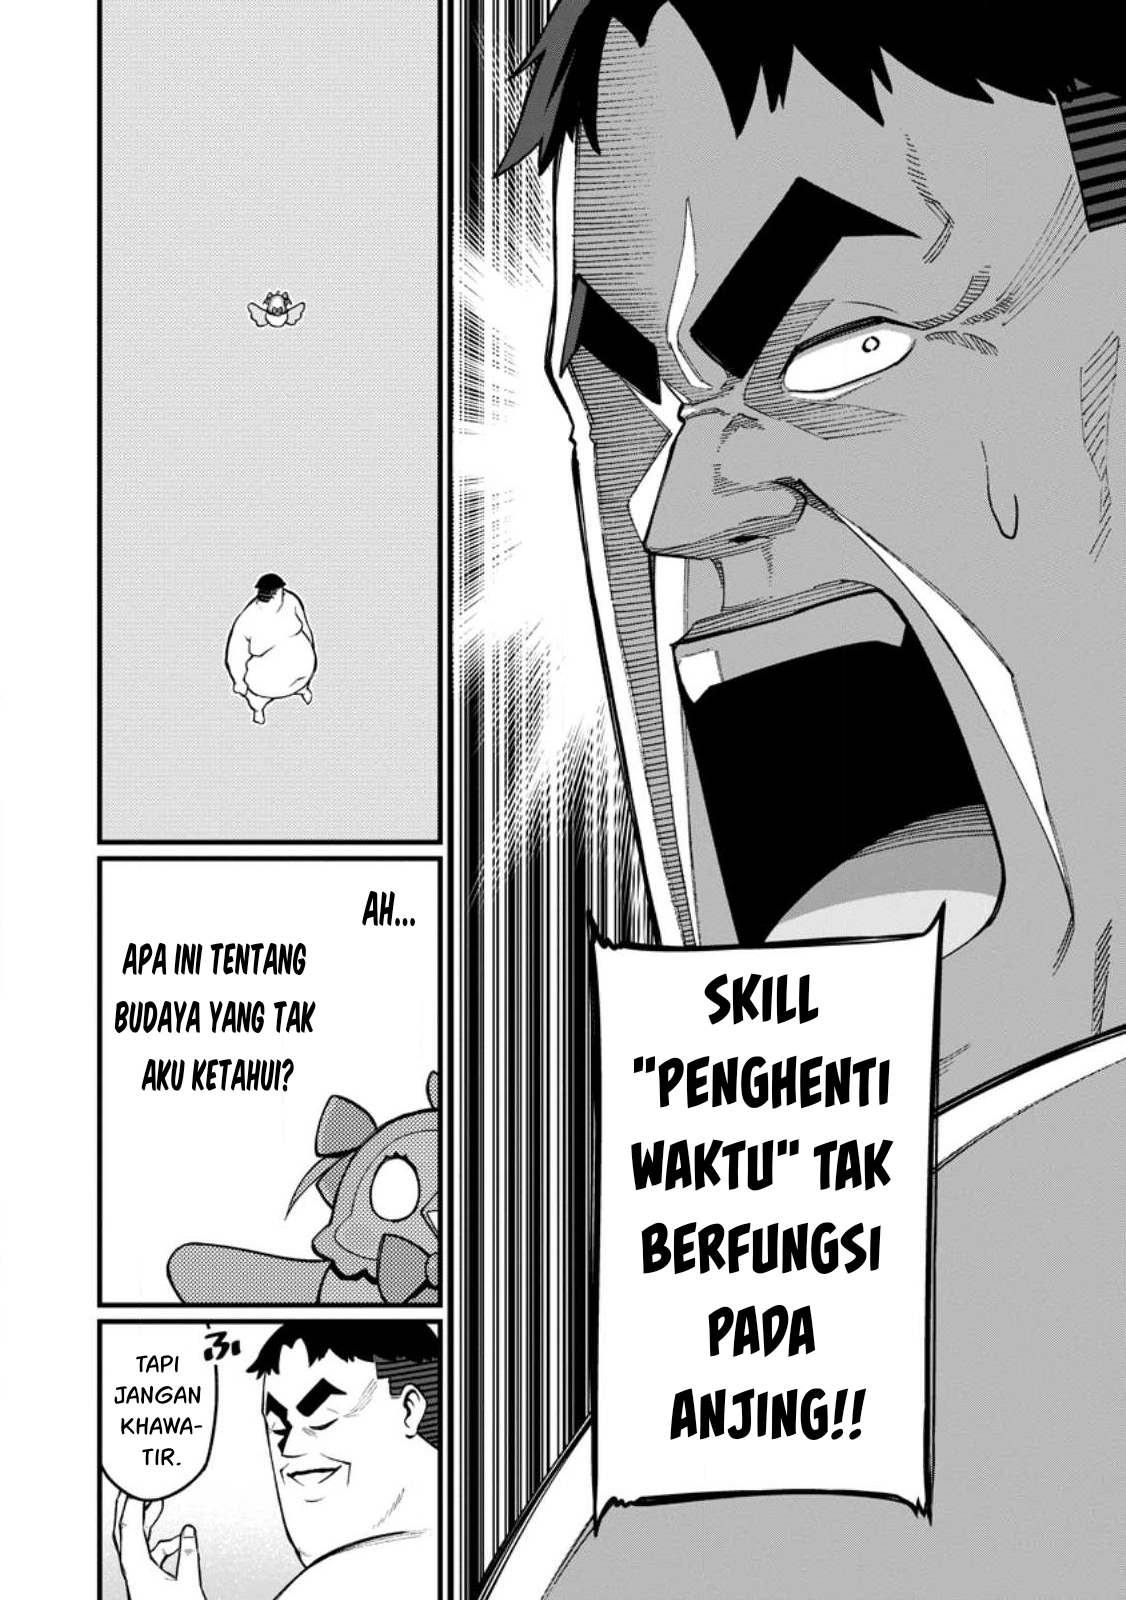 SKILL
"PENGHENTI
WAKTU" TAK
BERFUNGSI
PADA
ANJING!!
AH...
APA INI TENTANG
BUDAYA YANG TAK
AKU KETAHUI?
ふ
TAPI
JANGAN
KHAWA-
TIR.